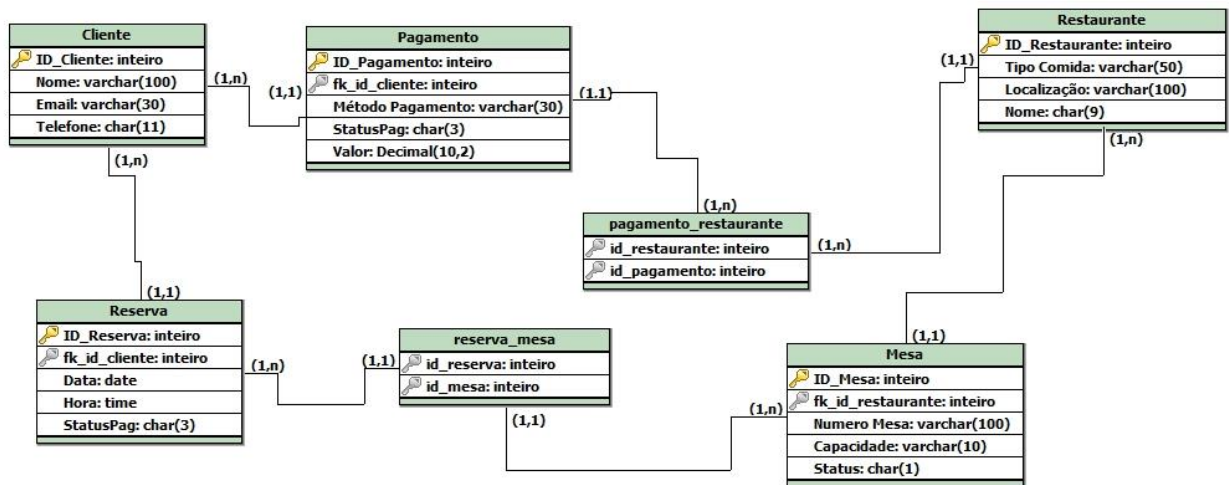 Cliente
ID_Cliente: inteiro
Nome: varchar(100)
Email: varchar(30)
Telefone: char(11)
(1,n)
(1,n)
Pagamento
ID_Pagamento: inteiro
fk_id_cliente: inteiro
Método Pagamento: varchar(30)
StatusPag: char(3)
Valor: Decimal(10,2)
(1,1)
(1.1)
Restaurante
ID_Restaurante: inteiro
Tipo Comida: varchar(50)
Localização: varchar(100)
Nome: char(9)
(1,1)
(1,n)
(1,n)
pagamento_restaurante
id_restaurante: inteiro
id_pagamento: inteiro
(1,n)
(1,1)
Reserva
ID_Reserva: inteiro
fk_id_cliente: inteiro
Data: date
Hora: time
StatusPag: char(3)
(1,n)
(1,1)
reserva_mesa
id_reserva: inteiro
id_mesa: inteiro
(1,1)
(1,n)
(1,1)
Mesa
ID_Mesa: inteiro
fk_id_restaurante: inteiro
Numero Mesa: varchar(100)
Capacidade: varchar(10)
Status: char(1)